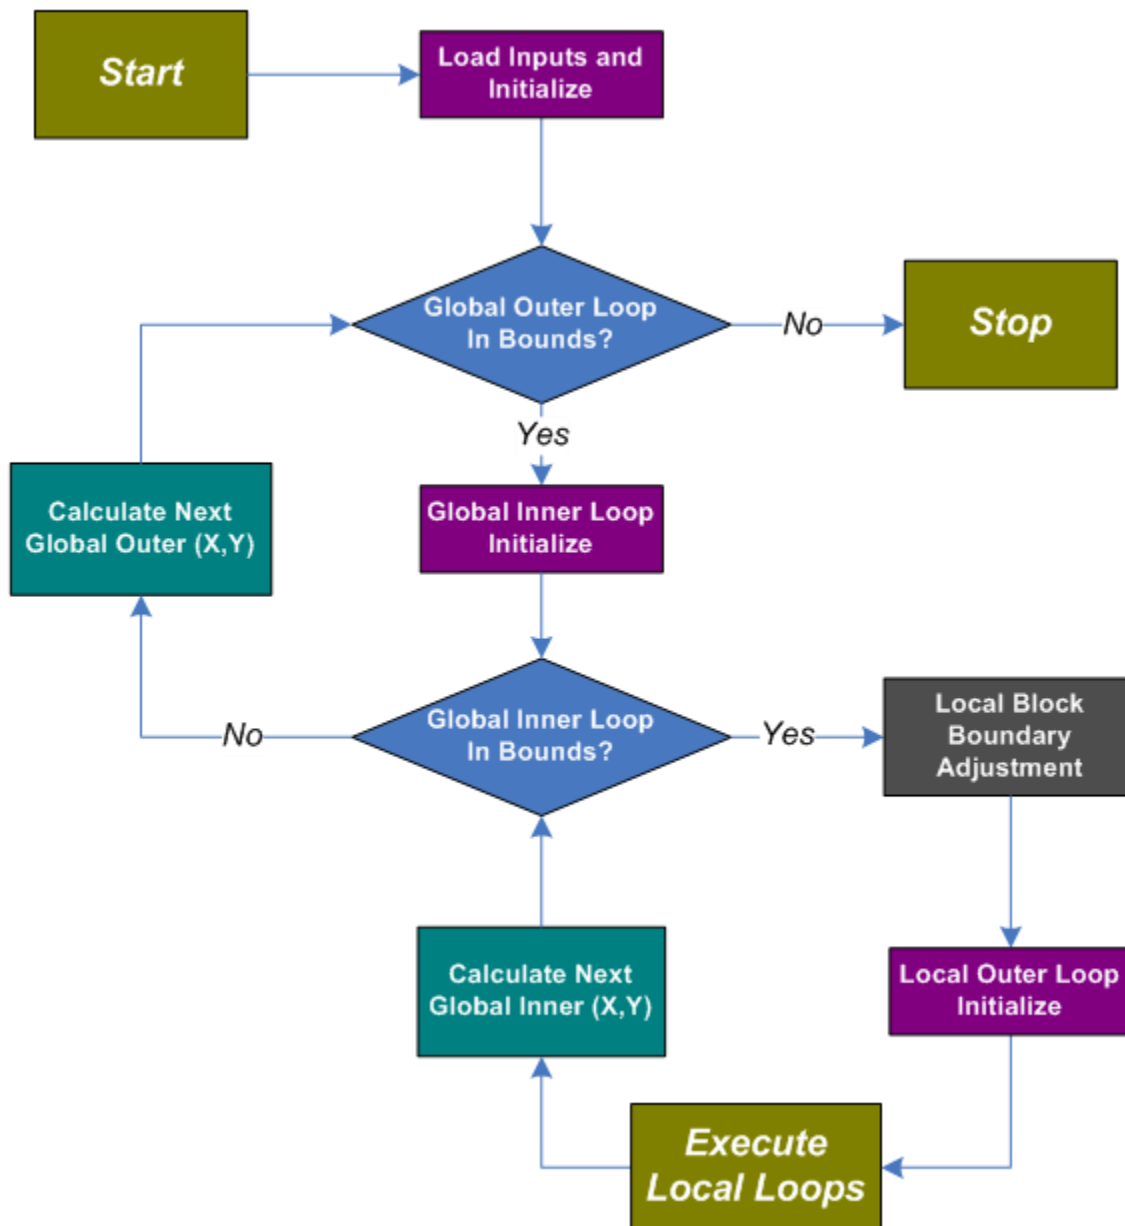 Start
Load Inputs and
Initialize
Global Outer Loop
In Bounds?
No
Stop
Yes
Calculate Next
Global Outer (X,Y)
Global Inner Loop
Initialize
Global Inner Loop
In Bounds?
No
Yes
Local Block
Boundary
Adjustment
Calculate Next
Global Inner (X,Y)
Local Outer Loop
Initialize
Execute
Local Loops